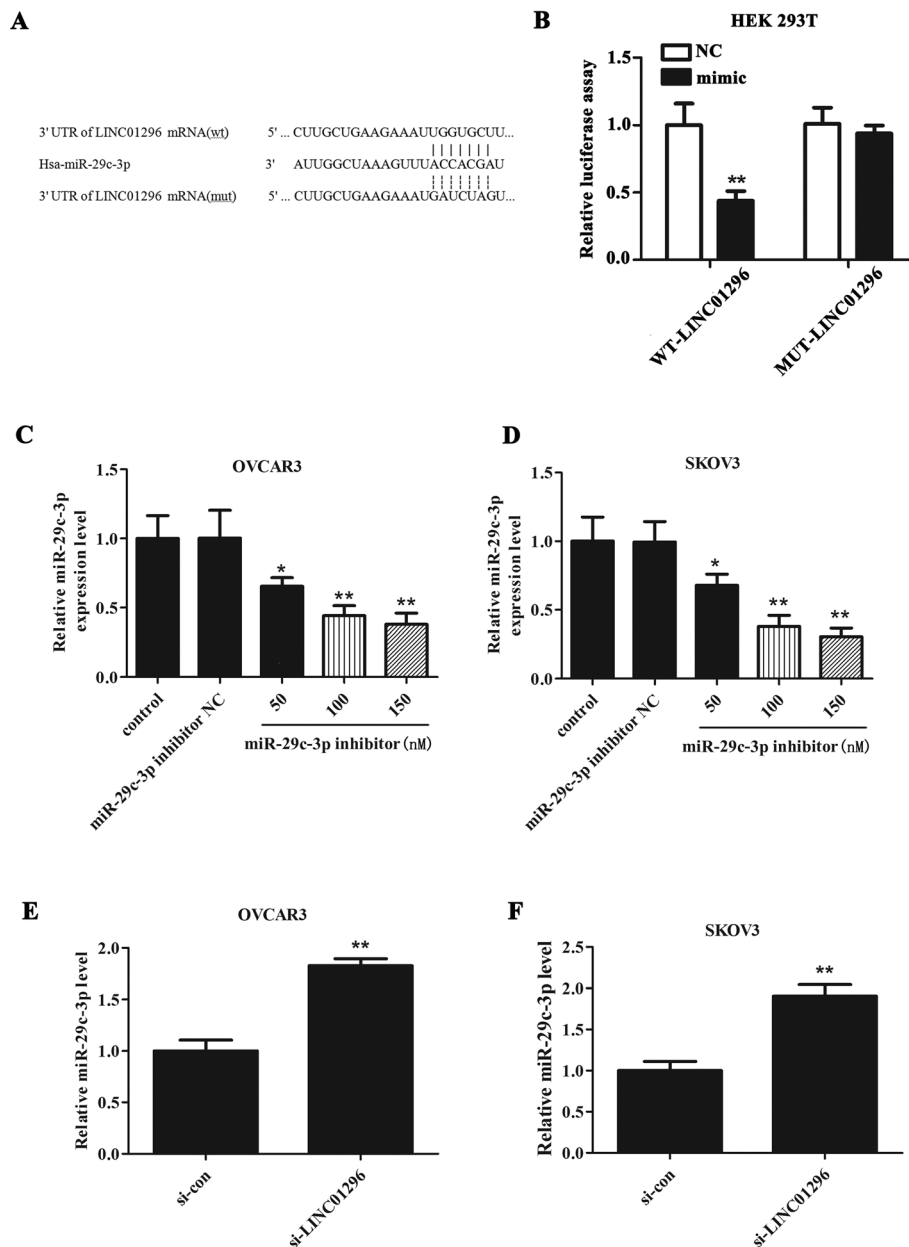 A
3' UTR of LINC01296 mRNA(wt) 5' ... CUUGCUGAAGAAAUUGGUGCUU...
Hsa-miR-29c-3p 3' AUUGGCUAAAGUUUACCACGAU
3' UTR of LINC01296 mRNA(mut) 5' ... CUUGCUGAAGAAAUGAUCUAGU...
B
HEK 293T
NC
mimic
Relative luciferase assay
1.5
1.0
0.5
0.0
**
WT-LINC01296
MUT-LINC01296
C
OVCAR3
Relative miR-29c-3p
expression level
1.5
1.0
0.5
0.0
*
**
**
control
miR-29c-3p inhibitor NC
50
100
150
miR-29c-3p inhibitor (nM)
D
SKOV3
Relative miR-29c-3p
expression level
1.5
1.0
0.5
0.0
*
**
**
control
miR-29c-3p inhibitor NC
50
100
150
miR-29c-3p inhibitor (nM)
E
OVCAR3
Relative miR-29c-3p level
2.0
1.5
1.0
0.5
0.0
**
si-con
si-LINC01296
F
SKOV3
Relative miR-29c-3p level
2.5
2.0
1.5
1.0
0.5
0.0
**
si-con
si-LINC01296